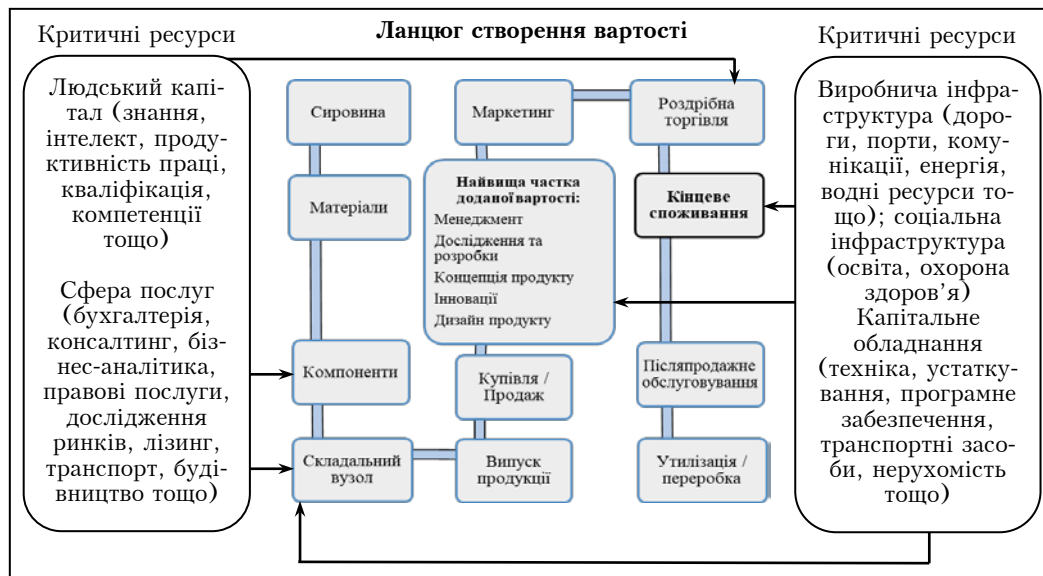 Ланцюг створення вартості
Критичні ресурси
Людський капі-
тал (знання,
інтелект, проду-
ктивність праці,
кваліфікація,
компетенції
тощо)
Сфера послуг
(бухгалтерія,
консалтинг, біз-
нес-аналітика,
правові послуги,
дослідження
ринків, лізинг,
транспорт, буді-
вництво тощо)
Сировина
Матеріали
Компоненти
Складальний
вузол
Маркетинг
Найвища частка
доданої вартості:
Менеджмент
Дослідження та
розробки
Концепція продукту
Інновації
Дизайн продукту
Купівля /
Продаж
Випуск
продукції
Роздрібна
торгівля
Кінцеве
споживання
Післяпродажне
обслуговування
Утилізація /
переробка
Критичні ресурси
Виробнича інфра-
структура (доро-
ги, порти, кому-
нікації, енергія,
водні ресурси то-
що); соціальна
інфраструктура
(освіта, охорона
здоров’я)
Капітальне
обладнання
(техніка, устатку-
вання, програмне
забезпечення,
транспортні засо-
би, нерухомість
тощо)